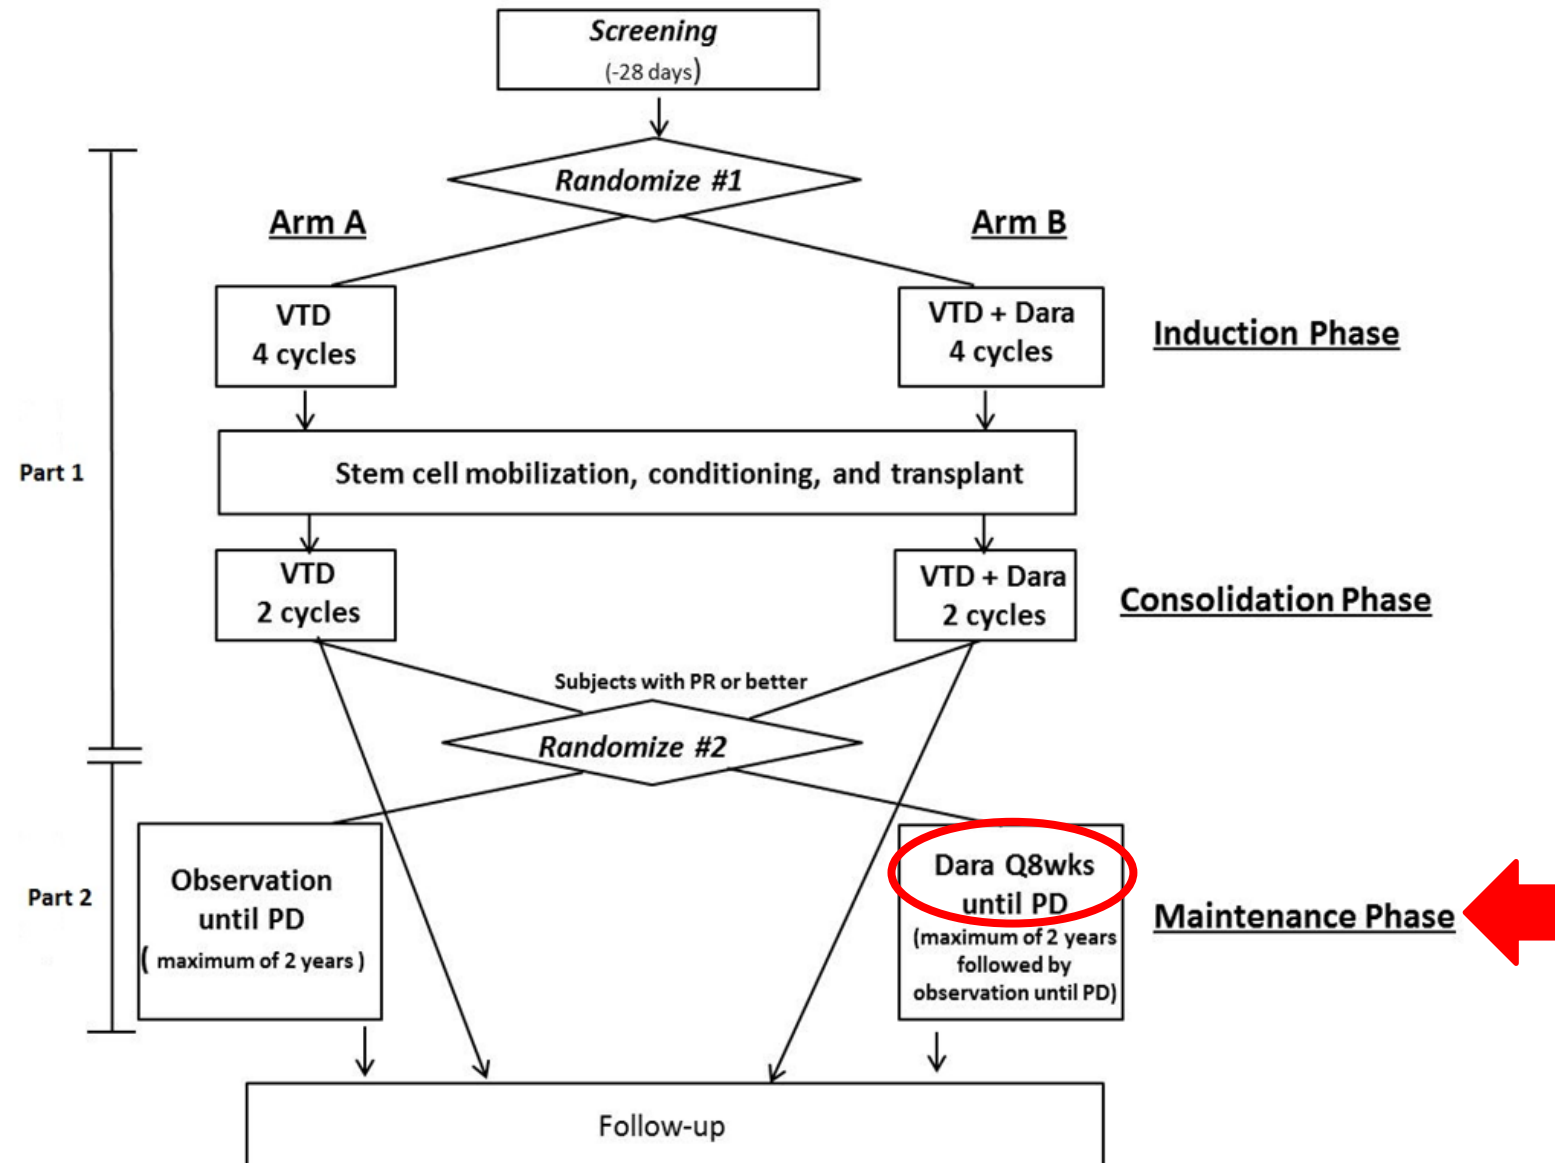 Screening
(-28 days)
Randomize #1
Arm A
Arm B
VTD
4 cycles
VTD + Dara
4 cycles
Induction Phase
Part 1
Stem cell mobilization, conditioning, and transplant
VTD
2 cycles
VTD + Dara
2 cycles
Consolidation Phase
Subjects with PR or better
Randomize #2
Part 2
Observation
until PD
( maximum of 2 years )
Dara Q8wks
until PD
(maximum of 2 years
followed by
observation until PD)
Maintenance Phase
Follow-up